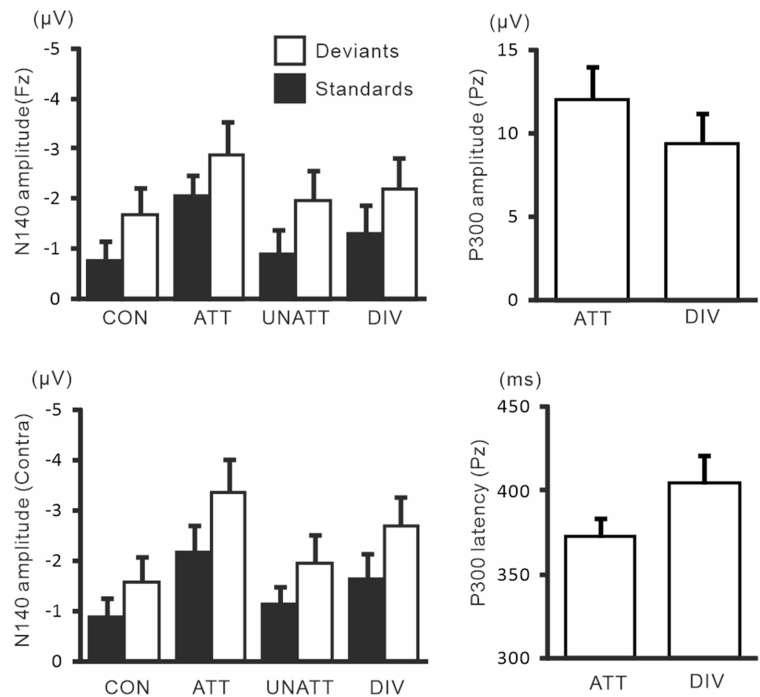 (μV)
N140 amplitude(Fz)
-5
-4
-3
-2
-1
0
Deviants
Standards
CON ATT UNATT DIV
(μV)
P300 amplitude (Pz)
15
10
5
0
ATT DIV
(μV)
N140 amplitude (Contra)
-5
-4
-3
-2
-1
0
CON ATT UNATT DIV
(ms)
P300 latency (Pz)
450
400
350
300
ATT DIV